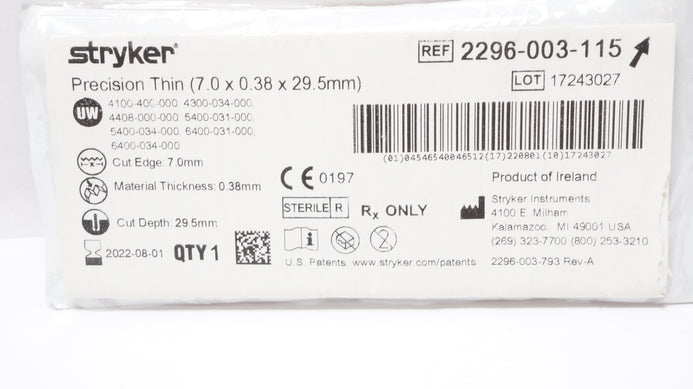 stryker®
REF 2296-003-115
Precision Thin (7.0 x 0.38 x 29.5mm)
LOT 17243027
UW 4100-400-000, 4300-034-000,
4408-000-000, 5400-031-000,
5400-034-000, 6400-031-000,
6400-034-000
(01)04546540046512(17)220801(10)17243027
Cut Edge: 7.0mm
Material Thickness: 0.38mm
Cut Depth: 29.5mm
2022-08-01 QTY 1
CE 0197
STERILE R Rx ONLY
i
2
U.S. Patents: www.stryker.com/patents
Product of Ireland
Stryker Instruments
4100 E. Milham
Kalamazoo, MI 49001 USA
(269) 323-7700 (800) 253-3210
2296-003-793 Rev-A